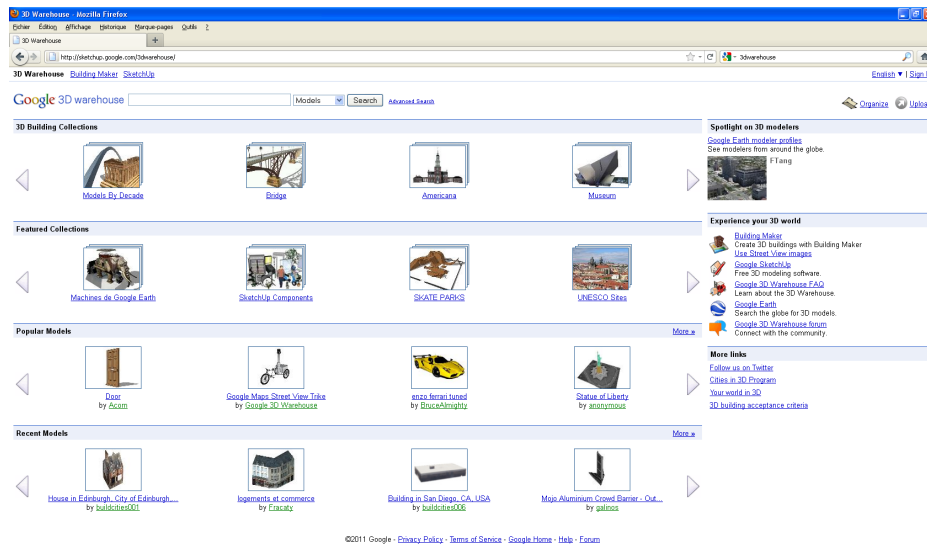 3D Warehouse - Mozilla Firefox
Fichier Édition Affichage Historique Marque-pages Outils ?
3D Warehouse
http://sketchup.google.com/3dwarehouse/
3dwarehouse
3D Warehouse Building Maker SketchUp
English ▼ | Sign
Google 3D warehouse
Models
Search
Advanced Search
Organize
3D Building Collections
Models By Decade
Bridge
Americana
Museum
Featured Collections
Machines de Google Earth
SketchUp Components
SKATE PARKS
UNESCO Sites
Popular Models
More »
Door
by Acom
Google Maps Street View Trike
by Google 3D Warehouse
enzo ferrari tuned
by BruceAlmighty
Statue of Liberty
by anonymous
Recent Models
More »
House in Edinburgh, City of Edinburgh,...
by buildcities001
logements et commerce
by Fracaty
Building in San Diego, CA, USA
by buildcities006
Mojo Aluminium Crowd Barrier - Out...
by galinos
Spotlight on 3D modelers
Google Earth modeler profiles
See modelers from around the globe.
FTang
Experience your 3D world
Building Maker
Create 3D buildings with Building Maker
Use Street View images
Google SketchUp
Free 3D modeling software.
Google 3D Warehouse FAQ
Learn about the 3D Warehouse.
Google Earth
Search the globe for 3D models.
Google 3D Warehouse forum
Connect with the community.
More links
Follow us on Twitter
Cities in 3D Program
Your world in 3D
3D building acceptance criteria
©2011 Google - Privacy Policy - Terms of Service - Google Home - Help - Forum